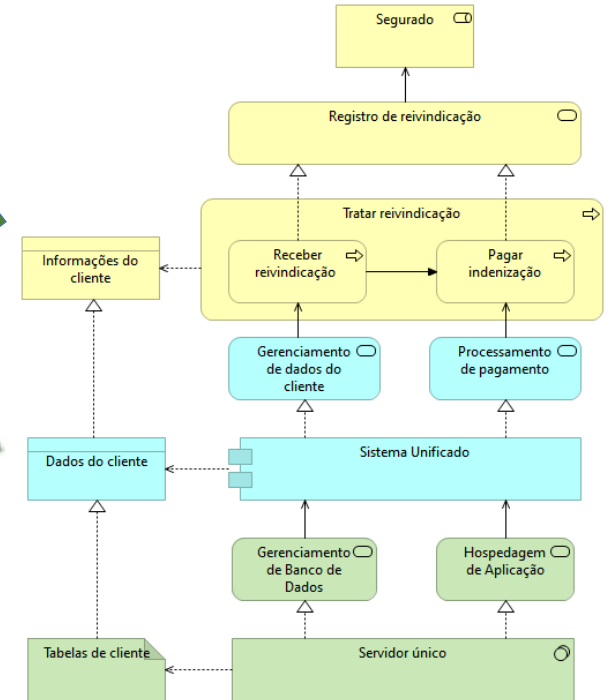 Segurado
Registro de reivindicação
Tratar reivindicação
Informações do
cliente
Receber
reivindicação
Pagar
indenização
Gerenciamento
de dados do
cliente
Processamento
de pagamento
Dados do cliente
Sistema Unificado
Gerenciamento
de Banco de
Dados
Hospedagem
de Aplicação
Tabelas de cliente
Servidor único